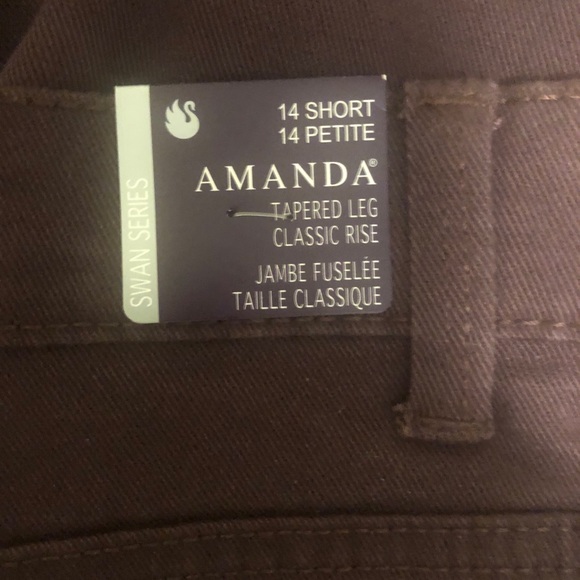 SWAN SERIES
14 SHORT
14 PETITE
AMANDA®
TAPERED LEG
CLASSIC RISE
JAMBE FUSELÉE
TAILLE CLASSIQUE